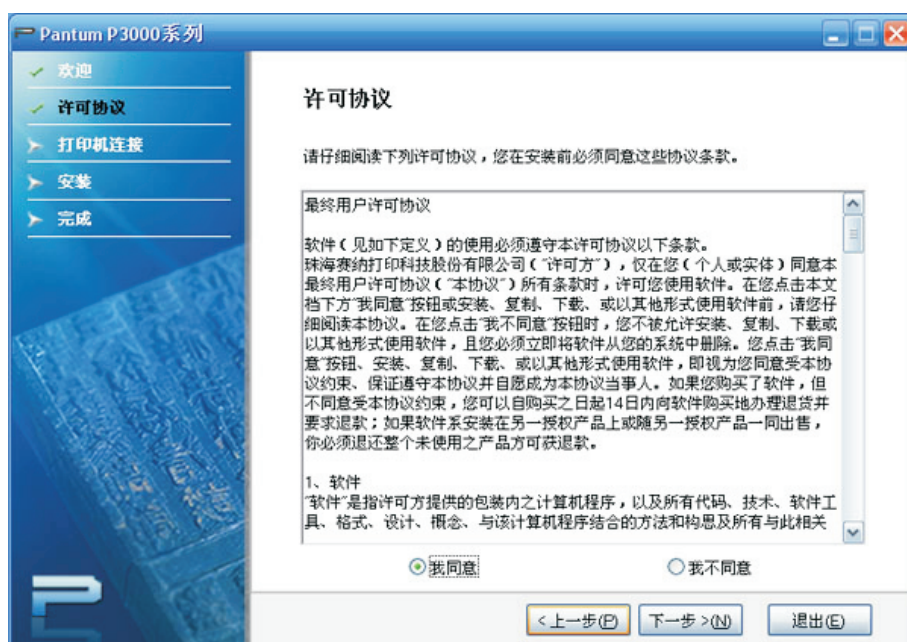 Pantum P3000系列
欢迎
许可协议
打印机连接
安装
完成
许可协议
请仔细阅读下列许可协议，您在安装前必须同意这些协议条款。
最终用户许可协议
软件（见如下定义）的使用必须遵守本许可协议以下条款。
珠海赛纳打印科技股份有限公司（"许可方"），仅在您（个人或实体）同意本
最终用户许可协议（"本协议"）所有条款时，许可您使用软件。在您点击本文
档下方"我同意"按钮或安装、复制、下载、或以其他形式使用软件前，请您仔
细阅读本协议。在您点击"我不同意"按钮时，您不被允许安装、复制、下载或
以其他形式使用软件，且您必须立即将软件从您的系统中删除。您点击"我同
意"按钮、安装、复制、下载、或以其他形式使用软件，即视为您同意受本协
议约束、保证遵守本协议并自愿成为本协议当事人。如果您购买了软件，但
不同意受本协议约束，您可以自购买之日起14日内向软件购买地办理退货并
要求退款；如果软件系安装在另一授权产品上或随另一授权产品一同出售，
你必须退还整个未使用之产品方可获退款。
1、软件
"软件"是指许可方提供的包装内之计算机程序，以及所有代码、技术、软件工
具、格式、设计、概念、与该计算机程序结合的方法和构思及所有与此相关
我同意
我不同意
<上一步(P)
下一步>(N)
退出(E)